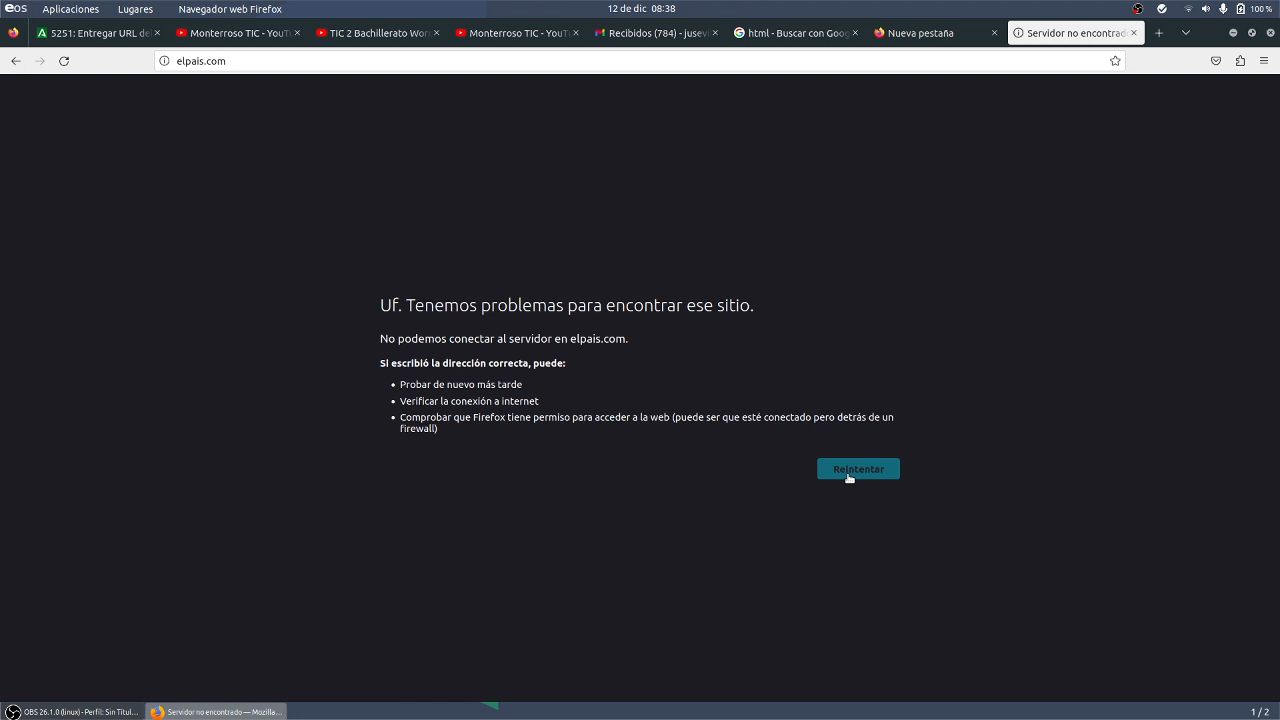 eos Aplicaciones Lugares Navegador web Firefox 12 de dic 08:38 100 %
5251: Entregar URL del Monterroso TIC - YouTu TIC 2 Bachillerato Wor Monterroso TIC - YouTu Recibidos (784) - jusevi html - Buscar con Goog Nueva pestaña Servidor no encontrado
elpais.com
Uf. Tenemos problemas para encontrar ese sitio.
No podemos conectar al servidor en elpais.com.
Si escribió la dirección correcta, puede:
• Probar de nuevo más tarde
• Verificar la conexión a internet
• Comprobar que Firefox tiene permiso para acceder a la web (puede ser que esté conectado pero detrás de un
firewall)
Reintentar
OBS 26.1.0 (linux) - Perfil: Sin Titul... Servidor no encontrado — Mozilla... 1 / 2